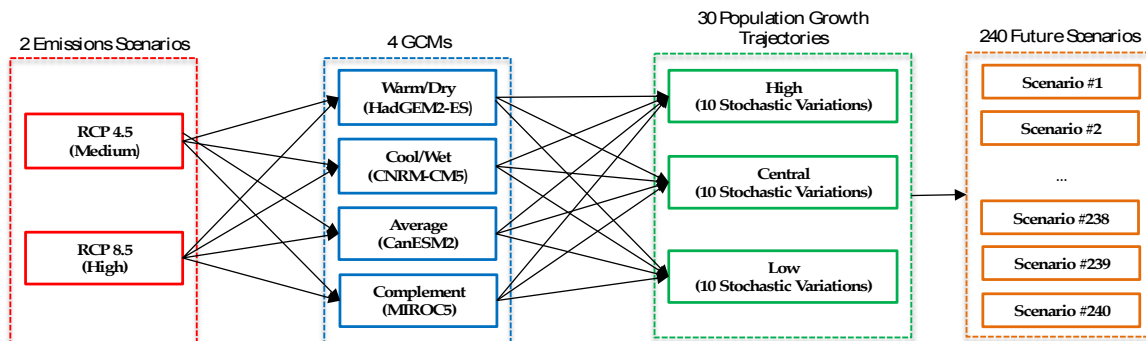 2 Emissions Scenarios
RCP 4.5
(Medium)
RCP 8.5
(High)
4 GCMs
Warm/Dry
(HadGEM2-ES)
Cool/Wet
(CNRM-CM5)
Average
(CanESM2)
Complement
(MIROC5)
30 Population Growth
Trajectories
High
(10 Stochastic Variations)
Central
(10 Stochastic Variations)
Low
(10 Stochastic Variations)
240 Future Scenarios
Scenario #1
Scenario #2
...
Scenario #238
Scenario #239
Scenario #240